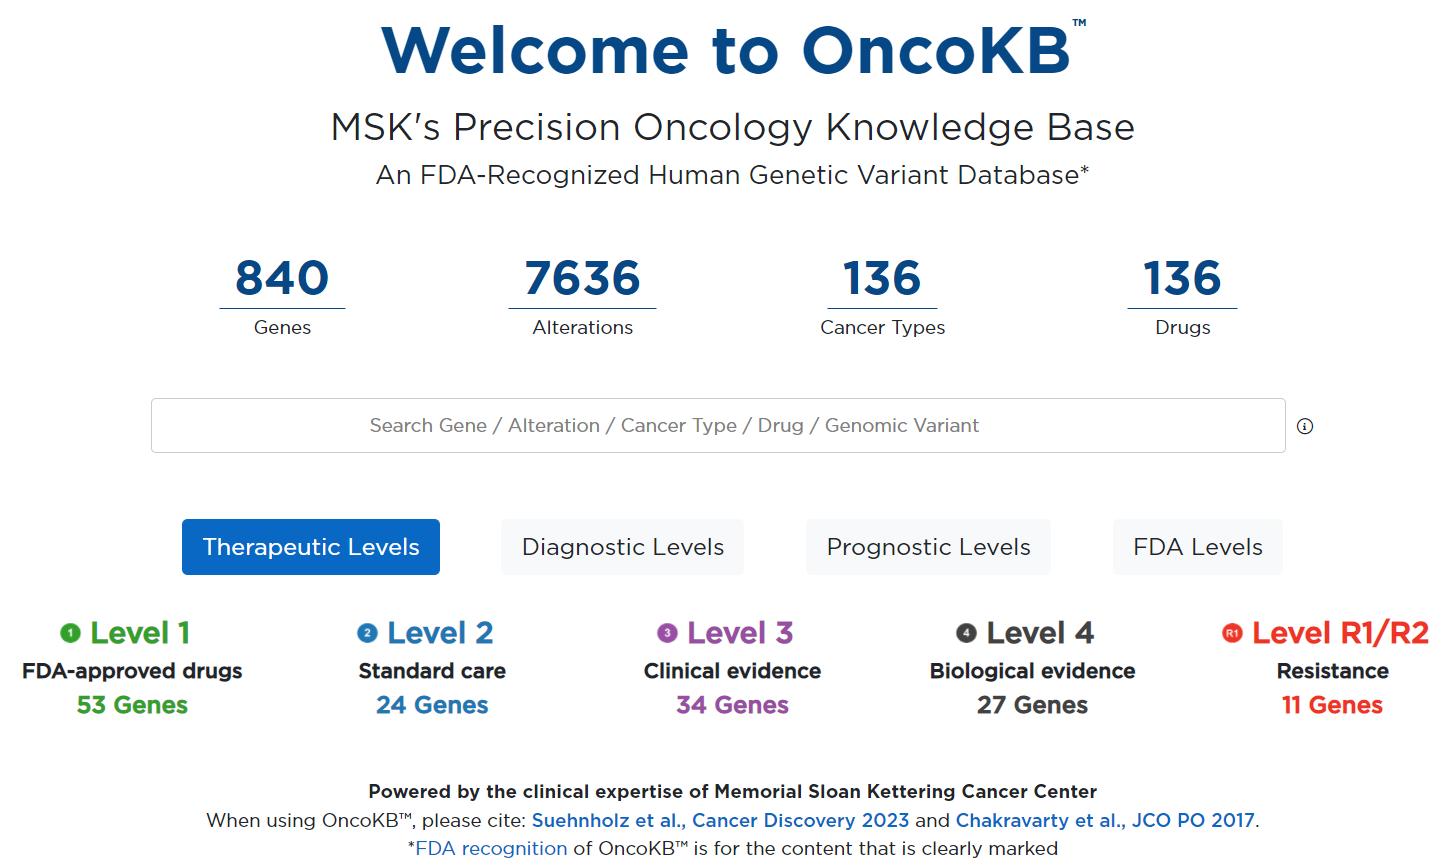 Welcome to OncoKB™
MSK's Precision Oncology Knowledge Base
An FDA-Recognized Human Genetic Variant Database*
840 7636 136 136
Genes Alterations Cancer Types Drugs
Search Gene / Alteration / Cancer Type / Drug / Genomic Variant
Therapeutic Levels Diagnostic Levels Prognostic Levels FDA Levels
1 Level 1 2 Level 2 3 Level 3 4 Level 4 R1 Level R1/R2
FDA-approved drugs Standard care Clinical evidence Biological evidence Resistance
53 Genes 24 Genes 34 Genes 27 Genes 11 Genes
Powered by the clinical expertise of Memorial Sloan Kettering Cancer Center
When using OncoKB™, please cite: Suehnholz et al., Cancer Discovery 2023 and Chakravarty et al., JCO PO 2017.
*FDA recognition of OncoKB™ is for the content that is clearly marked